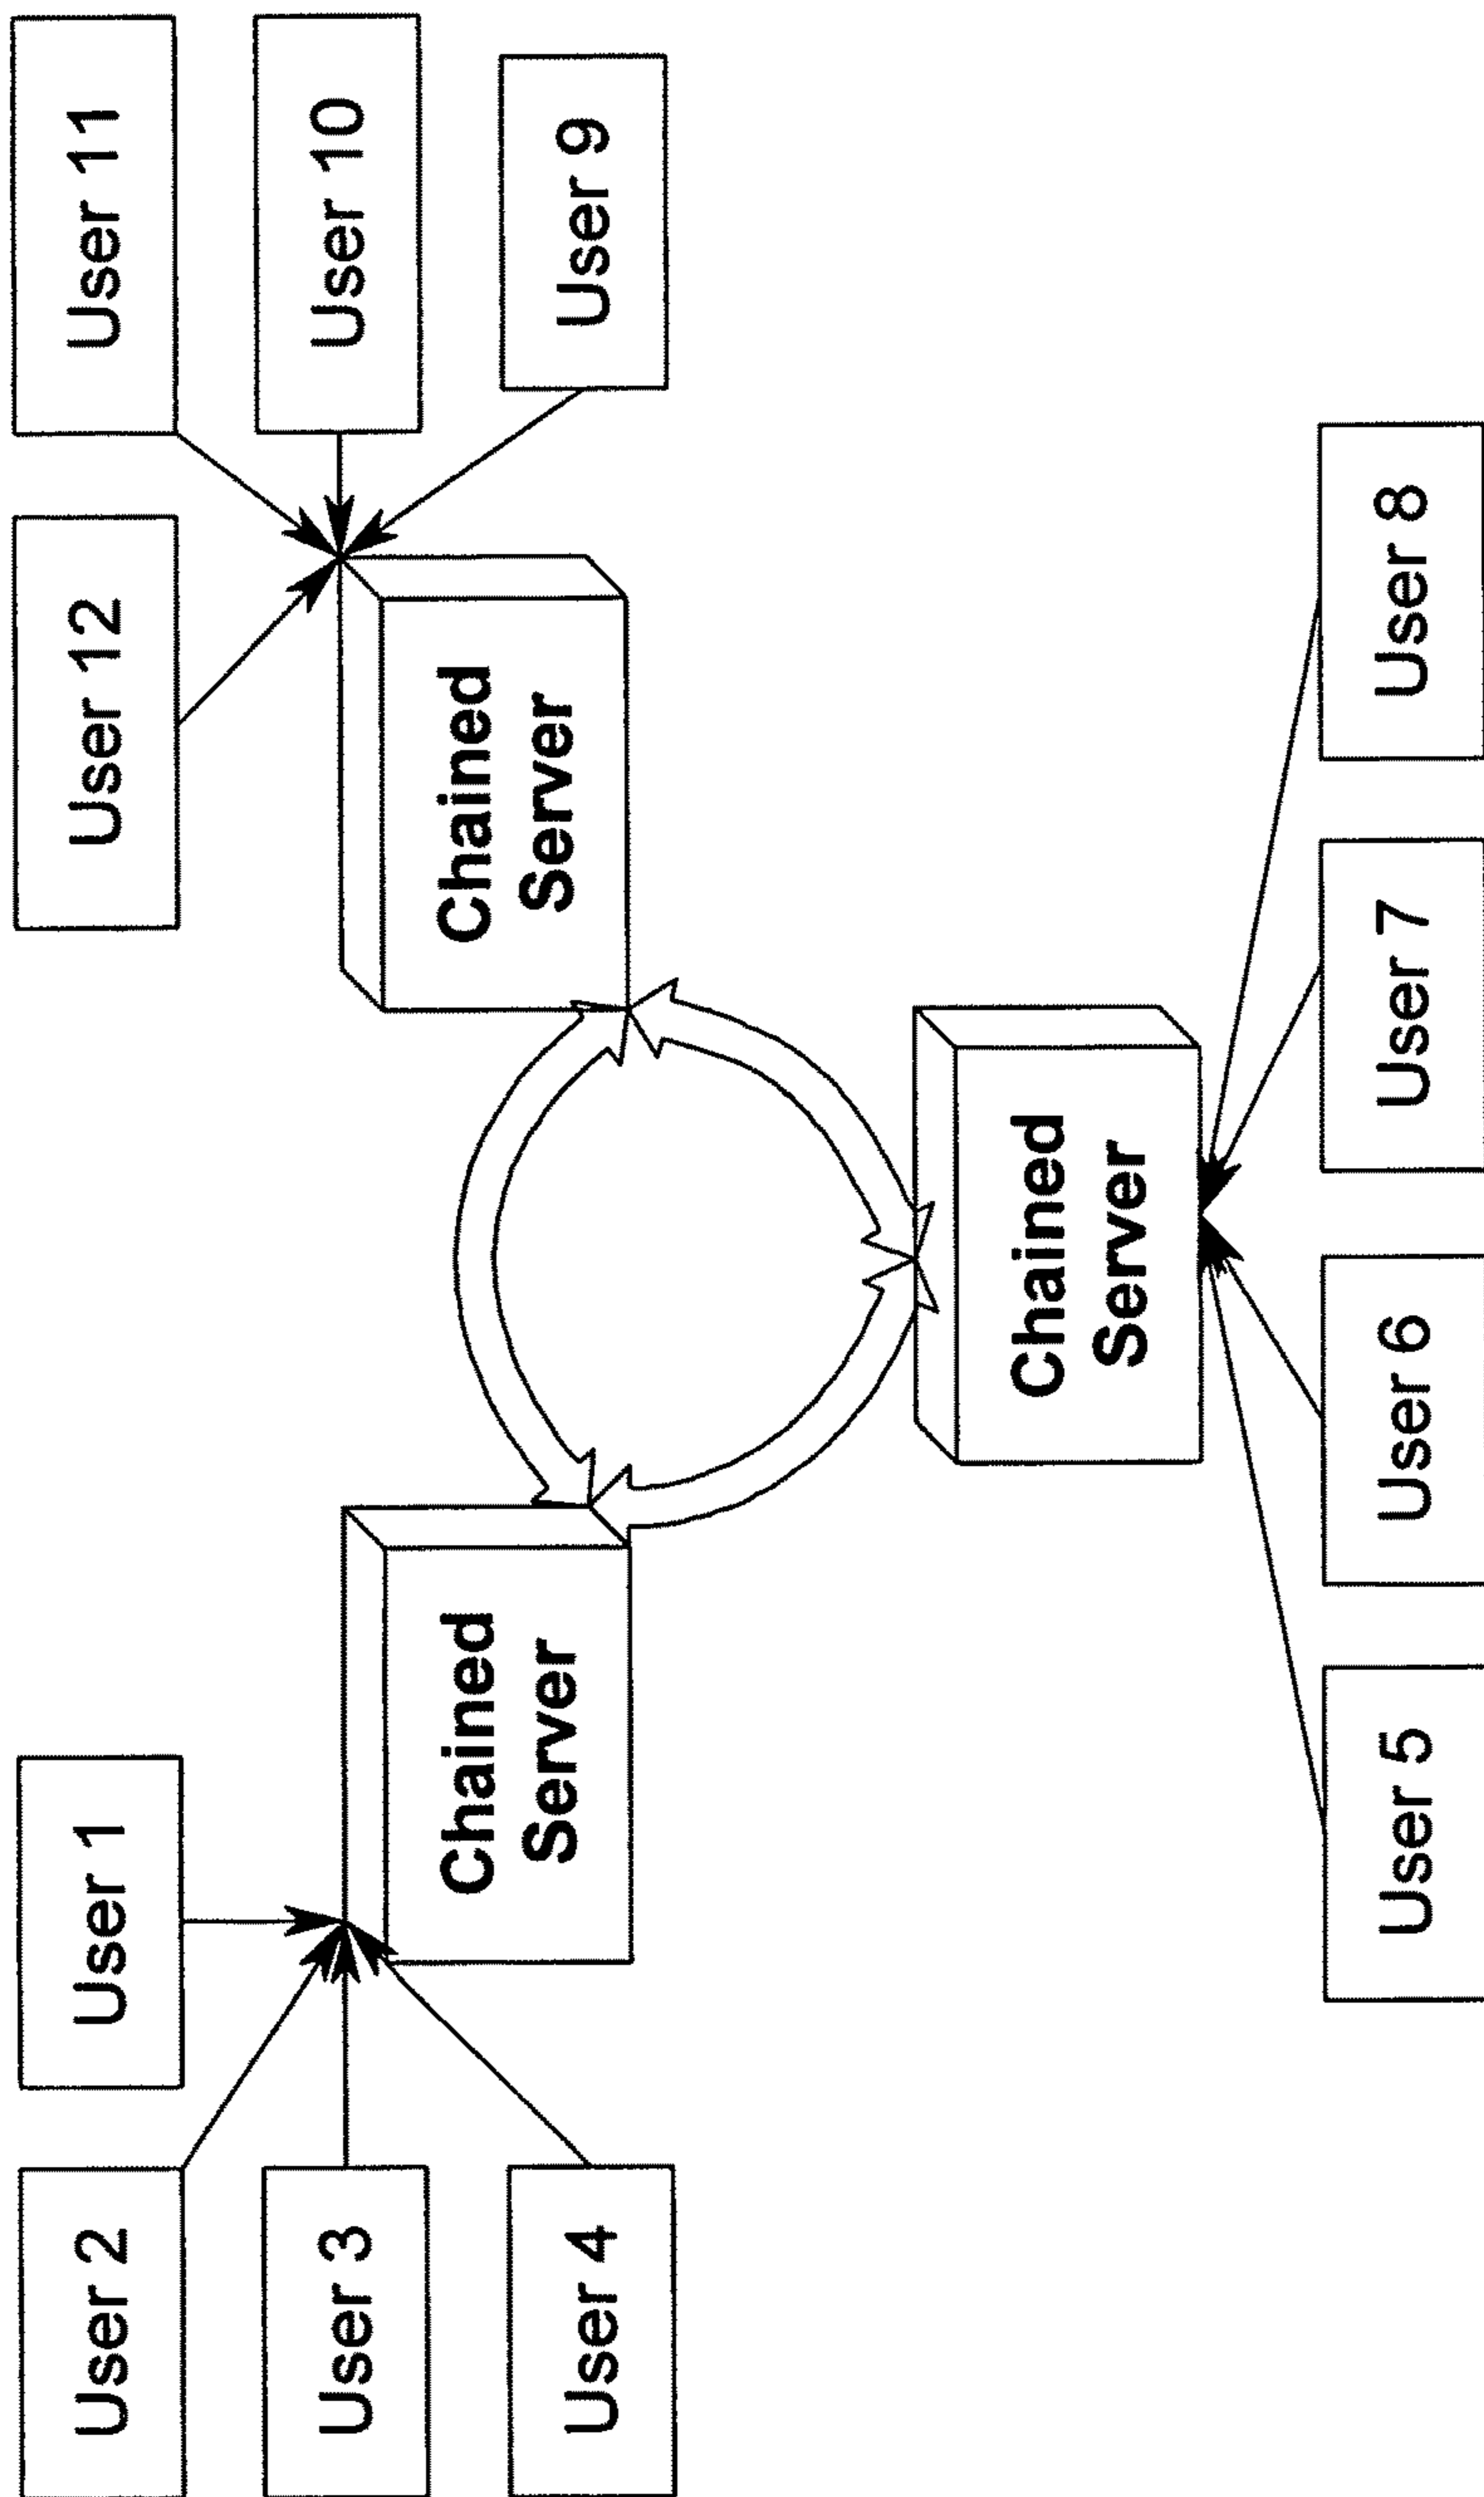 User 2
User 1
User 12
User 11
User 3
User 10
User 4
User 9
Chained
Server
Chained
Server
Chained
Server
User 5
User 6
User 7
User 8